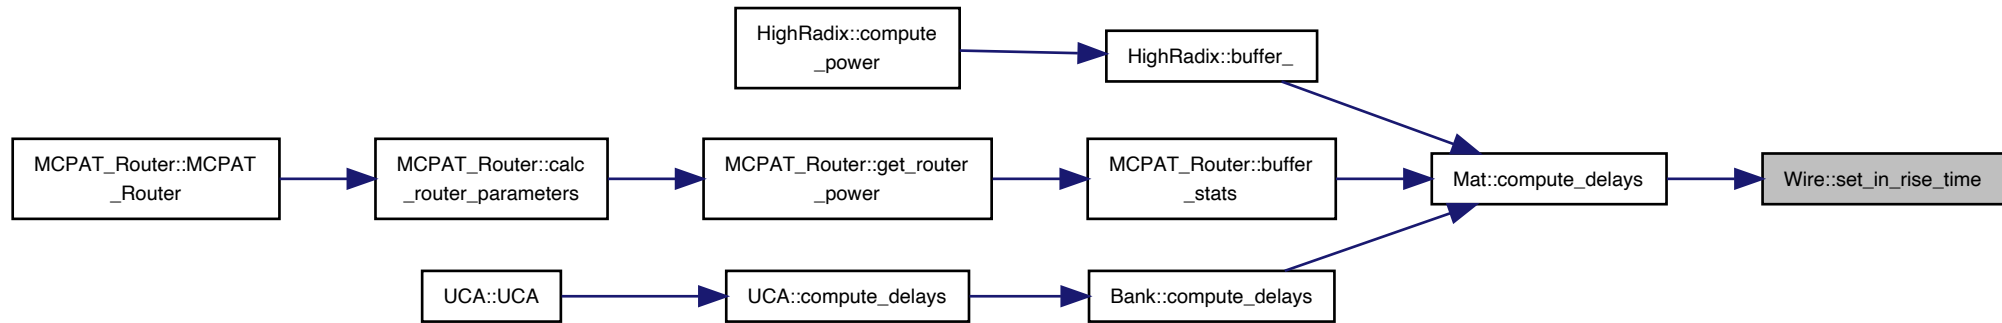 HighRadix::compute
_power
HighRadix::buffer_
MCPAT_Router::MCPAT
_Router
MCPAT_Router::calc
_router_parameters
MCPAT_Router::get_router
_power
MCPAT_Router::buffer
_stats
Mat::compute_delays
Wire::set_in_rise_time
UCA::UCA
UCA::compute_delays
Bank::compute_delays